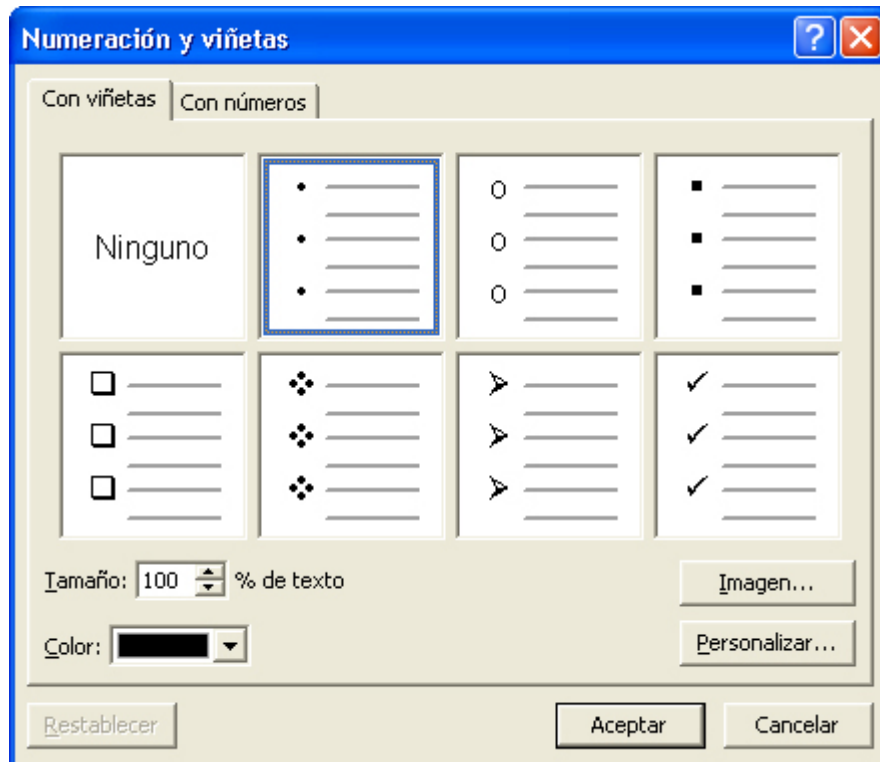 Numeración y viñetas
Con viñetas
Con números
Ninguno
Tamaño: 100 % de texto
Imagen...
Color:
Personalizar...
Restablecer
Aceptar
Cancelar